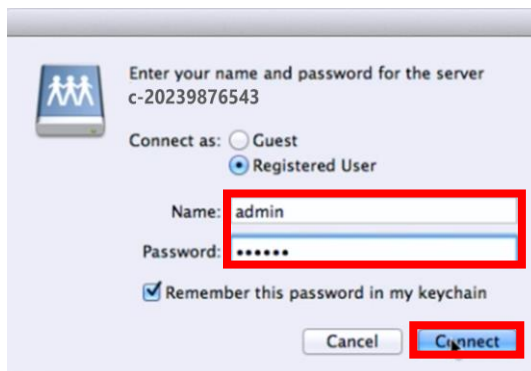 Enter your name and password for the server
c-20239876543
Connect as: Guest
Registered User
Name: admin
Password: ••••••
Remember this password in my keychain
Cancel Connect